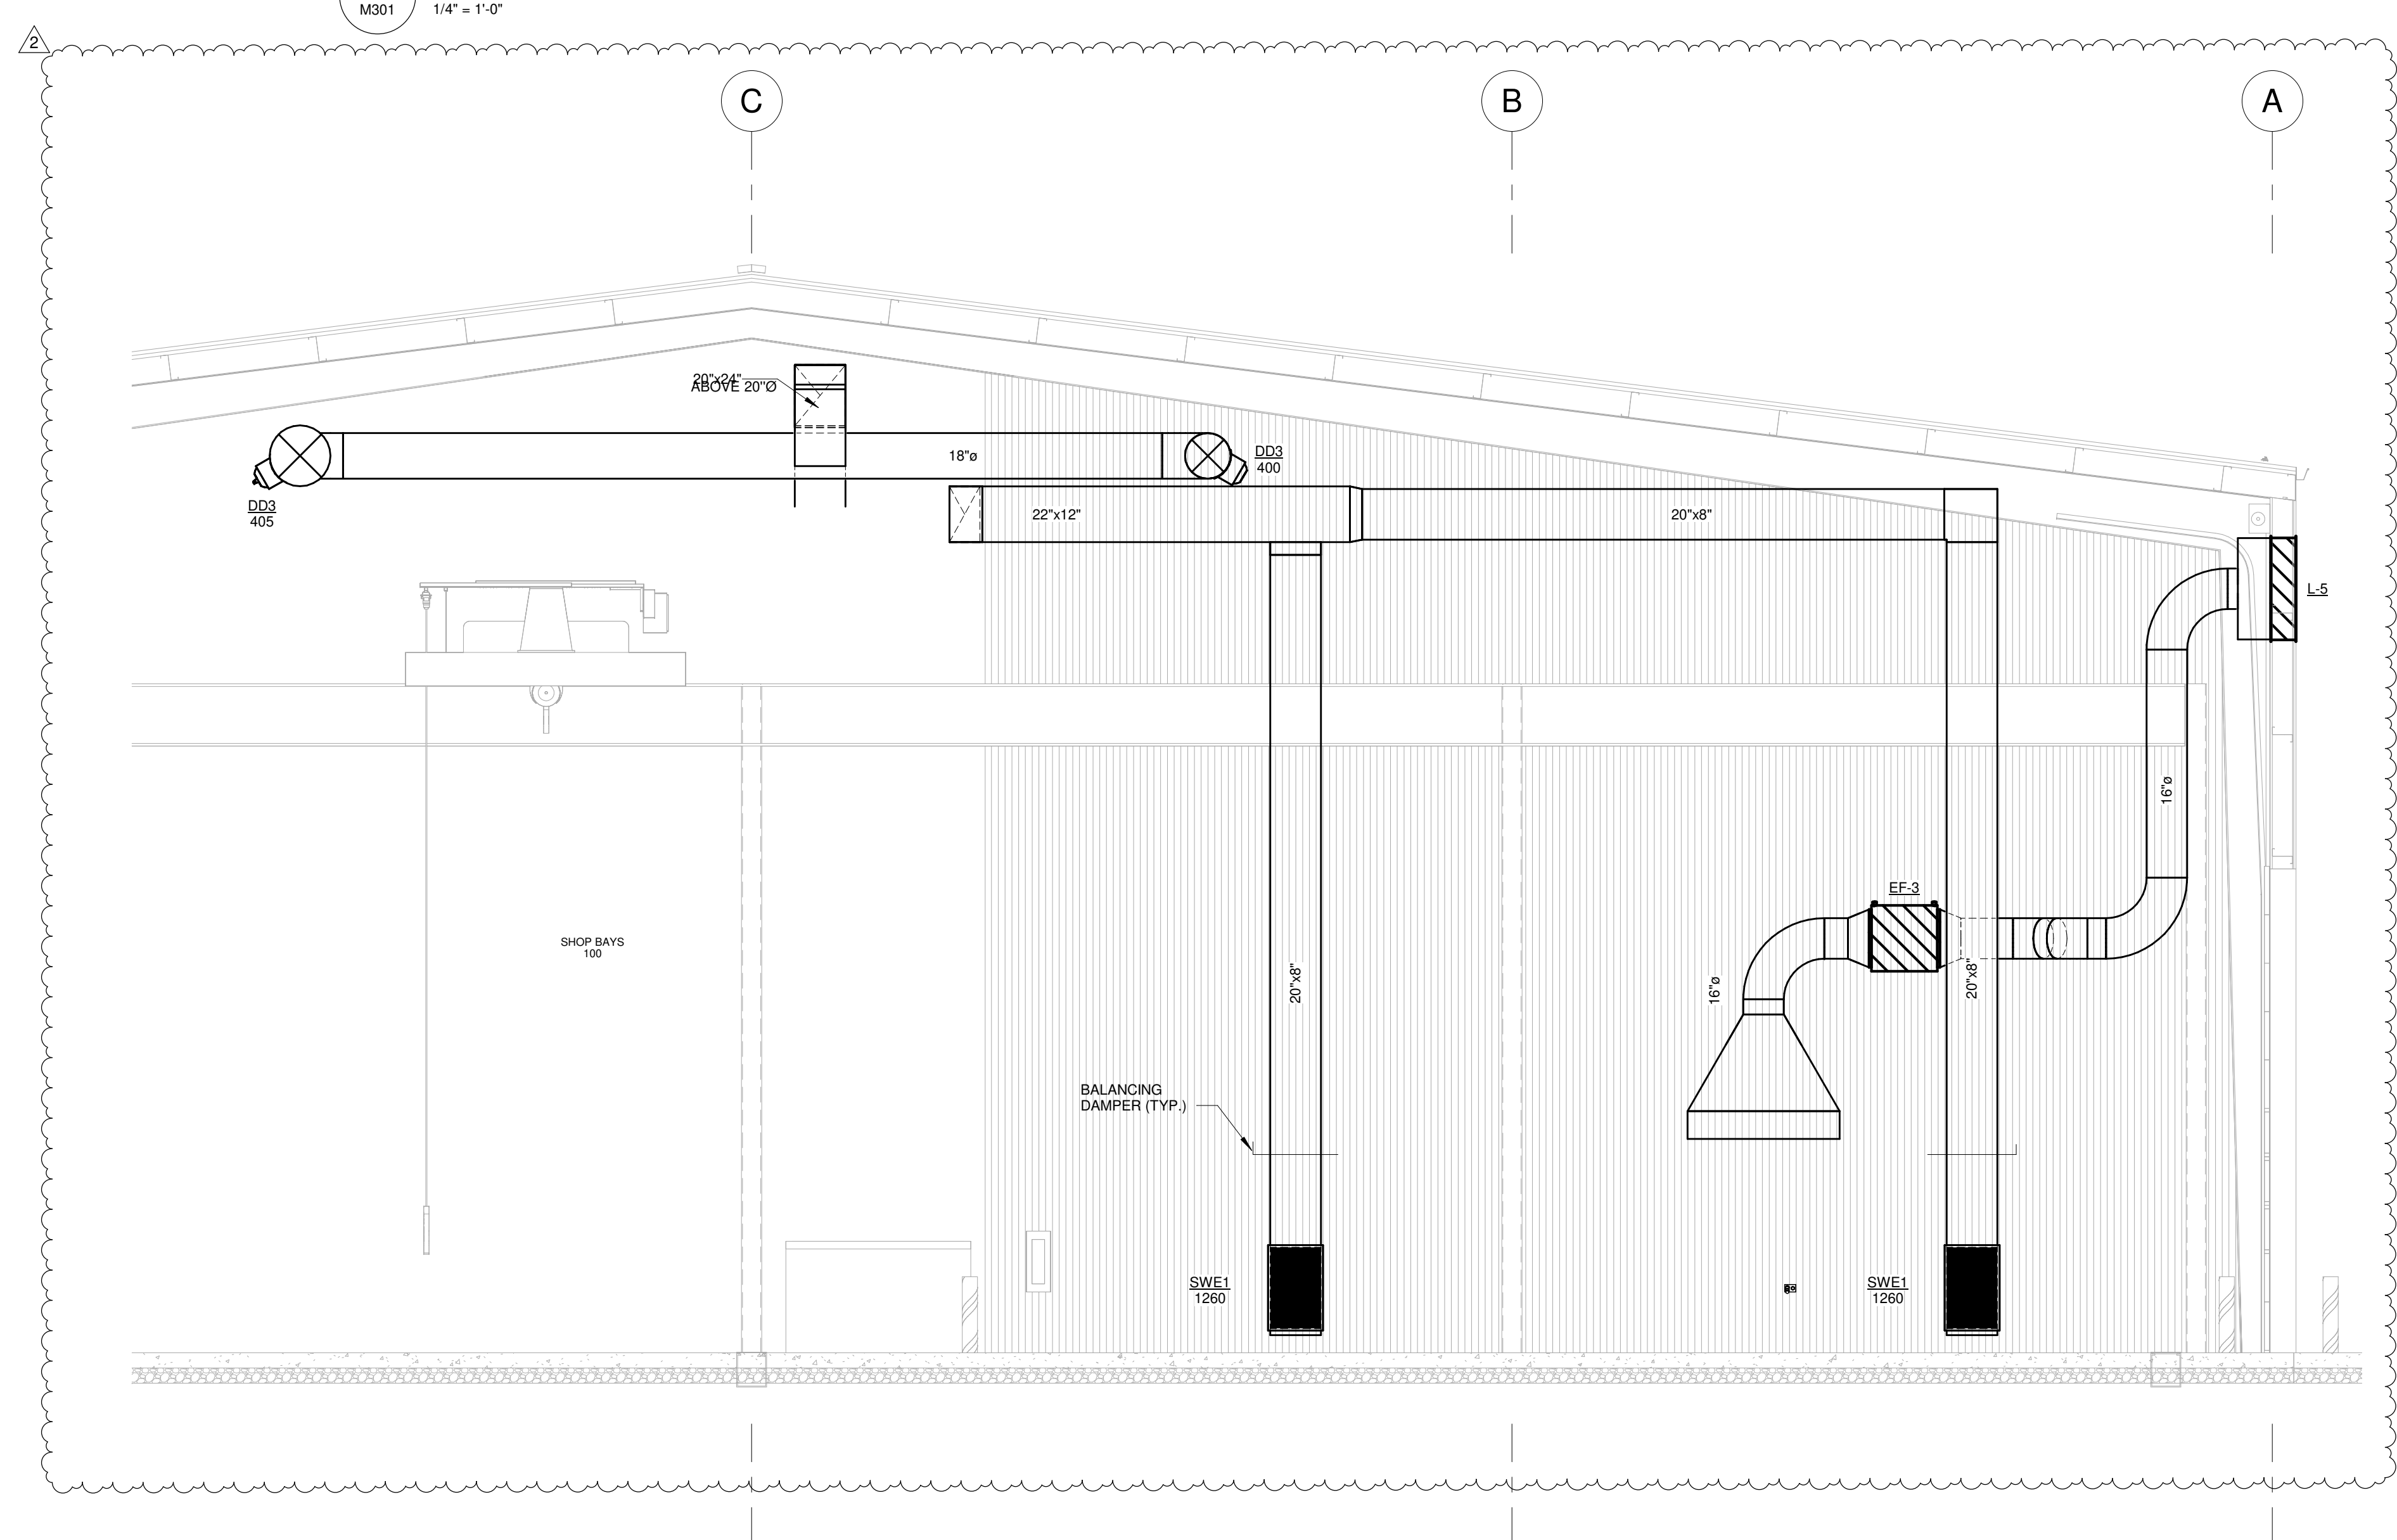 M301 1/4" = 1'-0"
2
C B A
20"x24"
ABOVE 20"Ø
18"ø
DD3
400
DD3
405
22"x12"
20"x8"
L-5
16"ø
EF-3
SHOP BAYS
100
20"x8"
16"ø
20"x8"
BALANCING
DAMPER (TYP.)
SWE1
1260
SWE1
1260